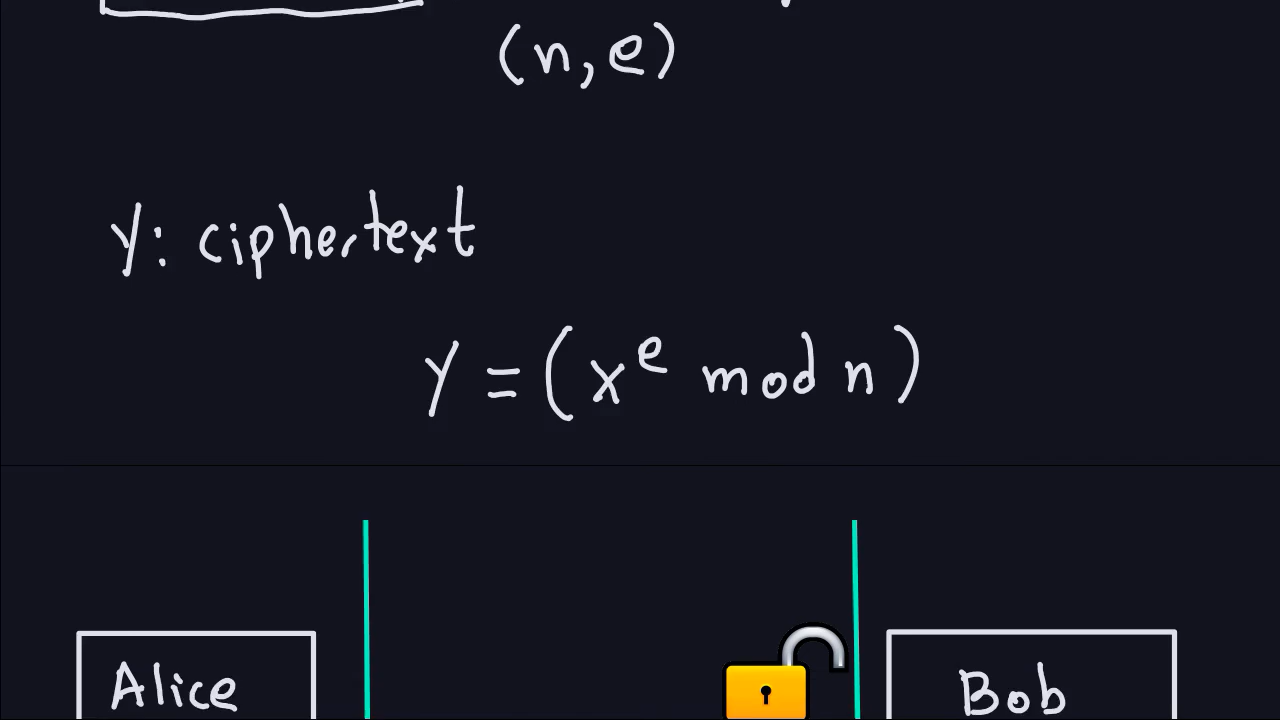 (n,e)
y: ciphertext
y = (x^e mod n)
Alice
Bob